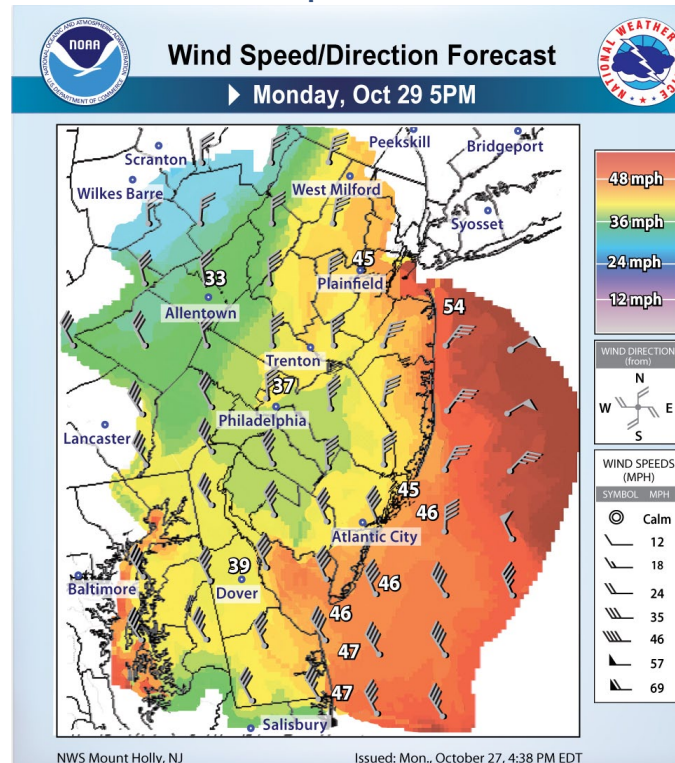 NATIONAL OCEANIC AND ATMOSPHERIC ADMINISTRATION
NOAA
U.S. DEPARTMENT OF COMMERCE
Wind Speed/Direction Forecast
Monday, Oct 29 5PM
NATIONAL WEATHER
Scranton
Peekskill
Bridgeport
Wilkes Barre
West Milford
Syosset
45
Plainfield
33
Allentown
54
Trenton
37
Philadelphia
Lancaster
45
46
Atlantic City
39
Dover
Baltimore
46
46
47
47
Salisbury
48 mph
36 mph
24 mph
12 mph
WIND DIRECTION
(from)
N
W E
S
WIND SPEEDS
(MPH)
SYMBOL MPH
Calm
12
18
24
35
46
57
69
NWS Mount Holly, NJ
Issued: Mon., October 27, 4:38 PM EDT